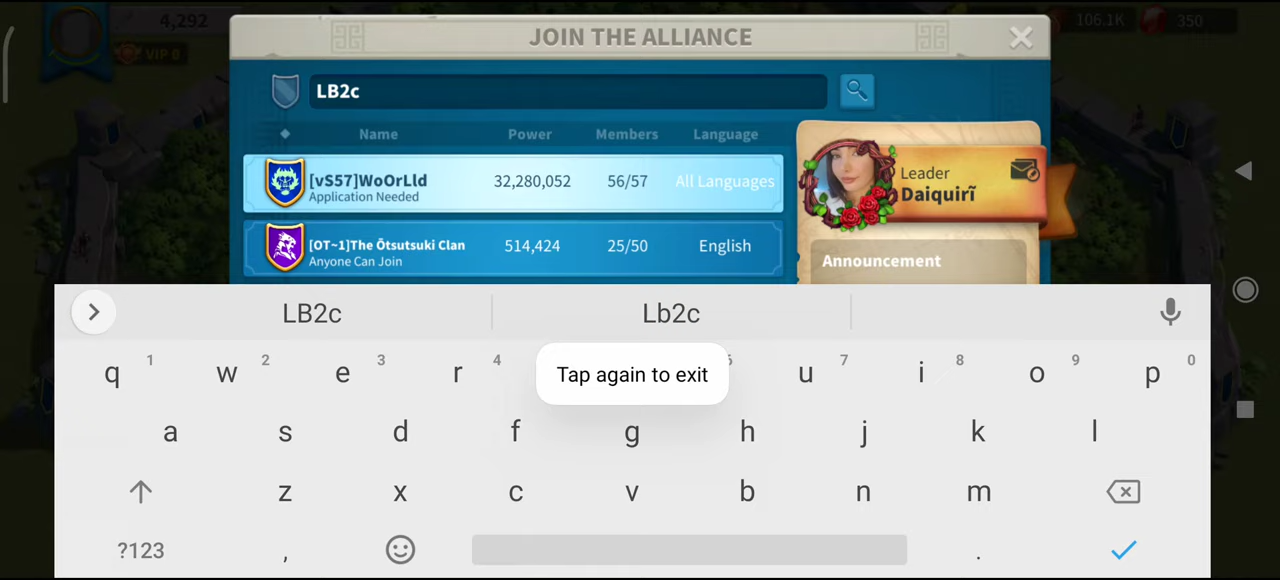 4,292
VIP 0
106.1K
350
JOIN THE ALLIANCE
LB2c
Name Power Members Language
[vS57]WoOrLld 32,280,052 56/57 All Languages
Application Needed
[OT~1]The Ōtsutsuki Clan 514,424 25/50 English
Anyone Can Join
Leader
Daiquirĩ
Announcement
LB2c Lb2c
q 1 w 2 e 3 r 4 6 u 7 i 8 o 9 p 0
Tap again to exit
a s d f g h j k l
z x c v b n m
?123 , .